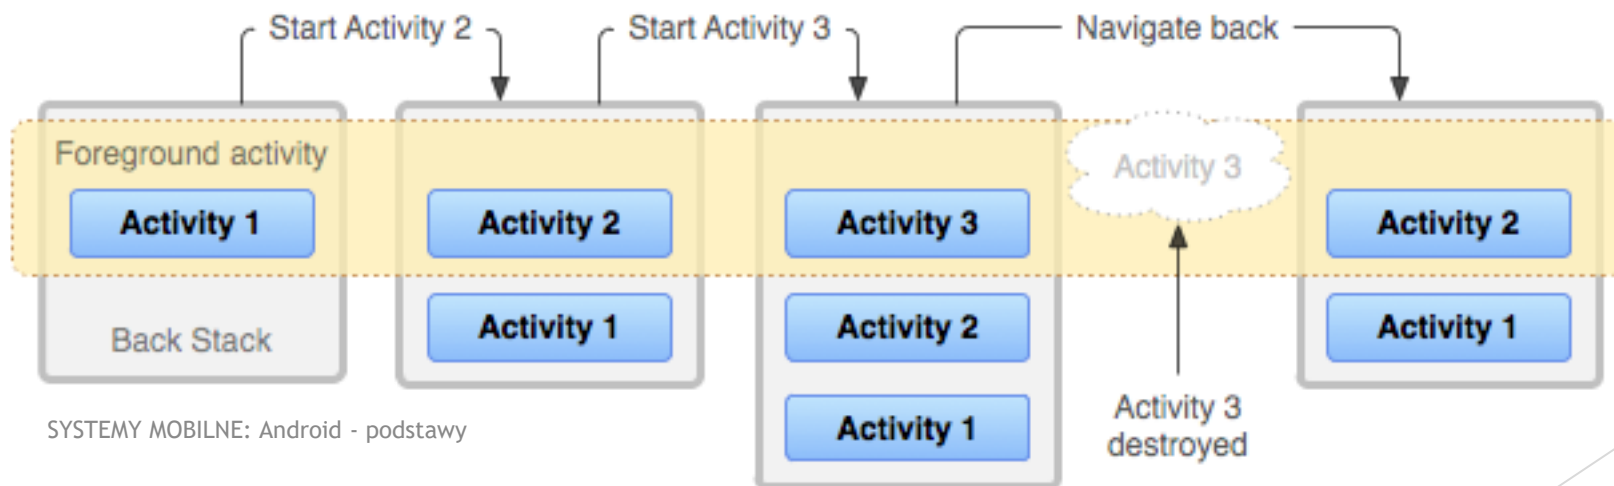 Start Activity 2
Start Activity 3
Navigate back
Foreground activity
Activity 1
Back Stack
Activity 2
Activity 1
Activity 3
Activity 2
Activity 1
Activity 3
Activity 3
destroyed
Activity 2
Activity 1
SYSTEMY MOBILNE: Android - podstawy